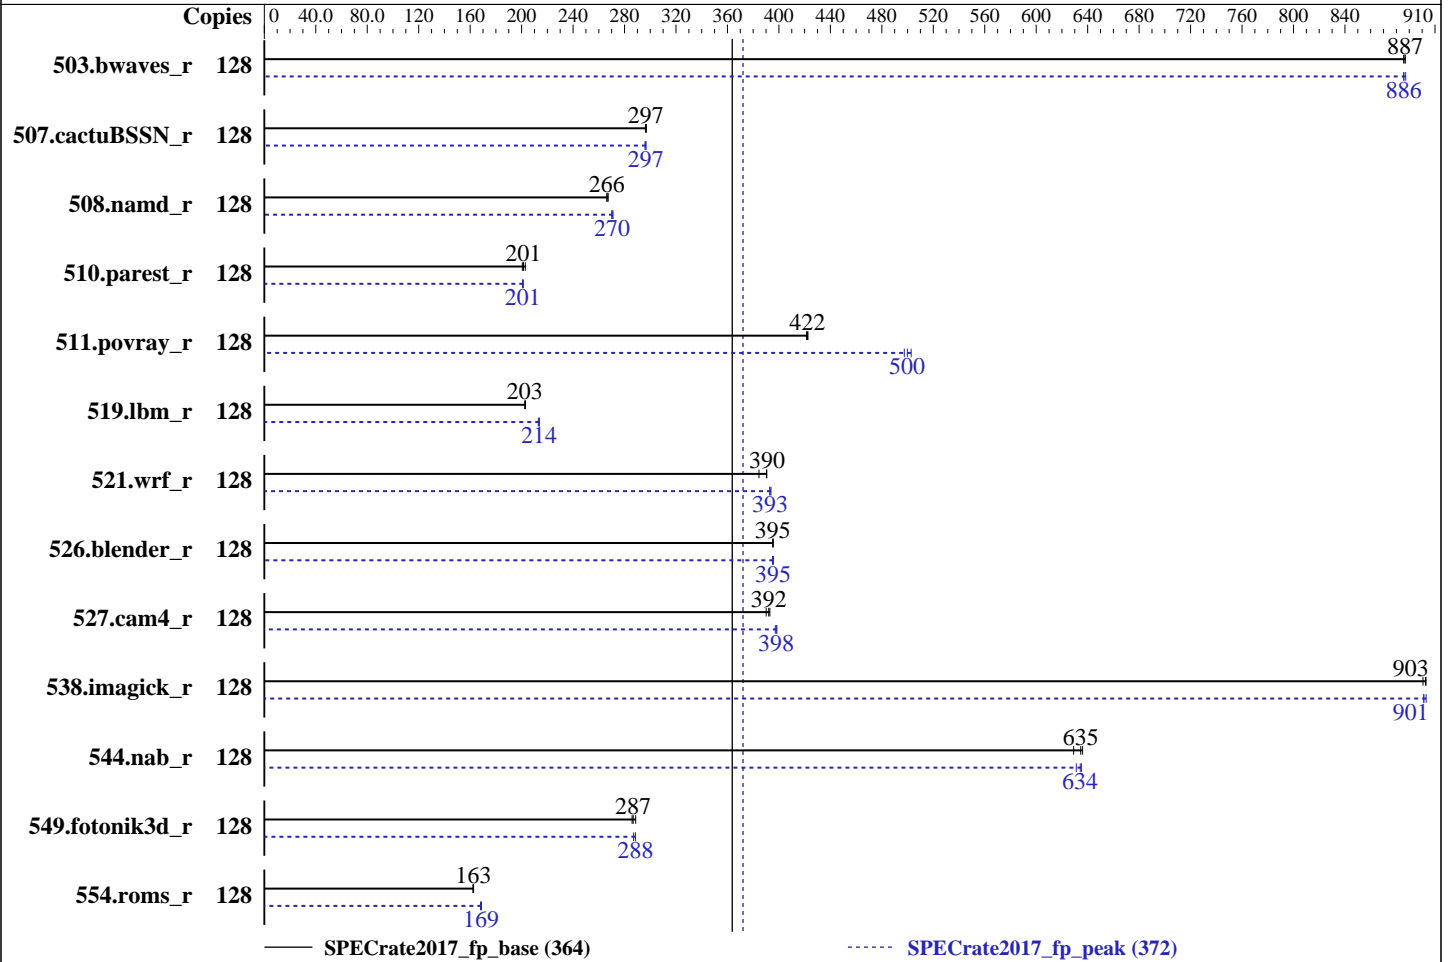 Copies 0 40.0 80.0 120 160 200 240 280 320 360 400 440 480 520 560 600 640 680 720 760 800 840 910
503.bwaves_r 128 887
886
507.cactuBSSN_r 128 297
297
508.namd_r 128 266
270
510.parest_r 128 201
201
511.povray_r 128 422
500
519.lbm_r 128 203
214
521.wrf_r 128 390
393
526.blender_r 128 395
395
527.cam4_r 128 392
398
538.imagick_r 128 903
901
544.nab_r 128 635
634
549.fotonik3d_r 128 287
288
554.roms_r 128 163
169
SPECrate2017_fp_base (364) SPECrate2017_fp_peak (372)